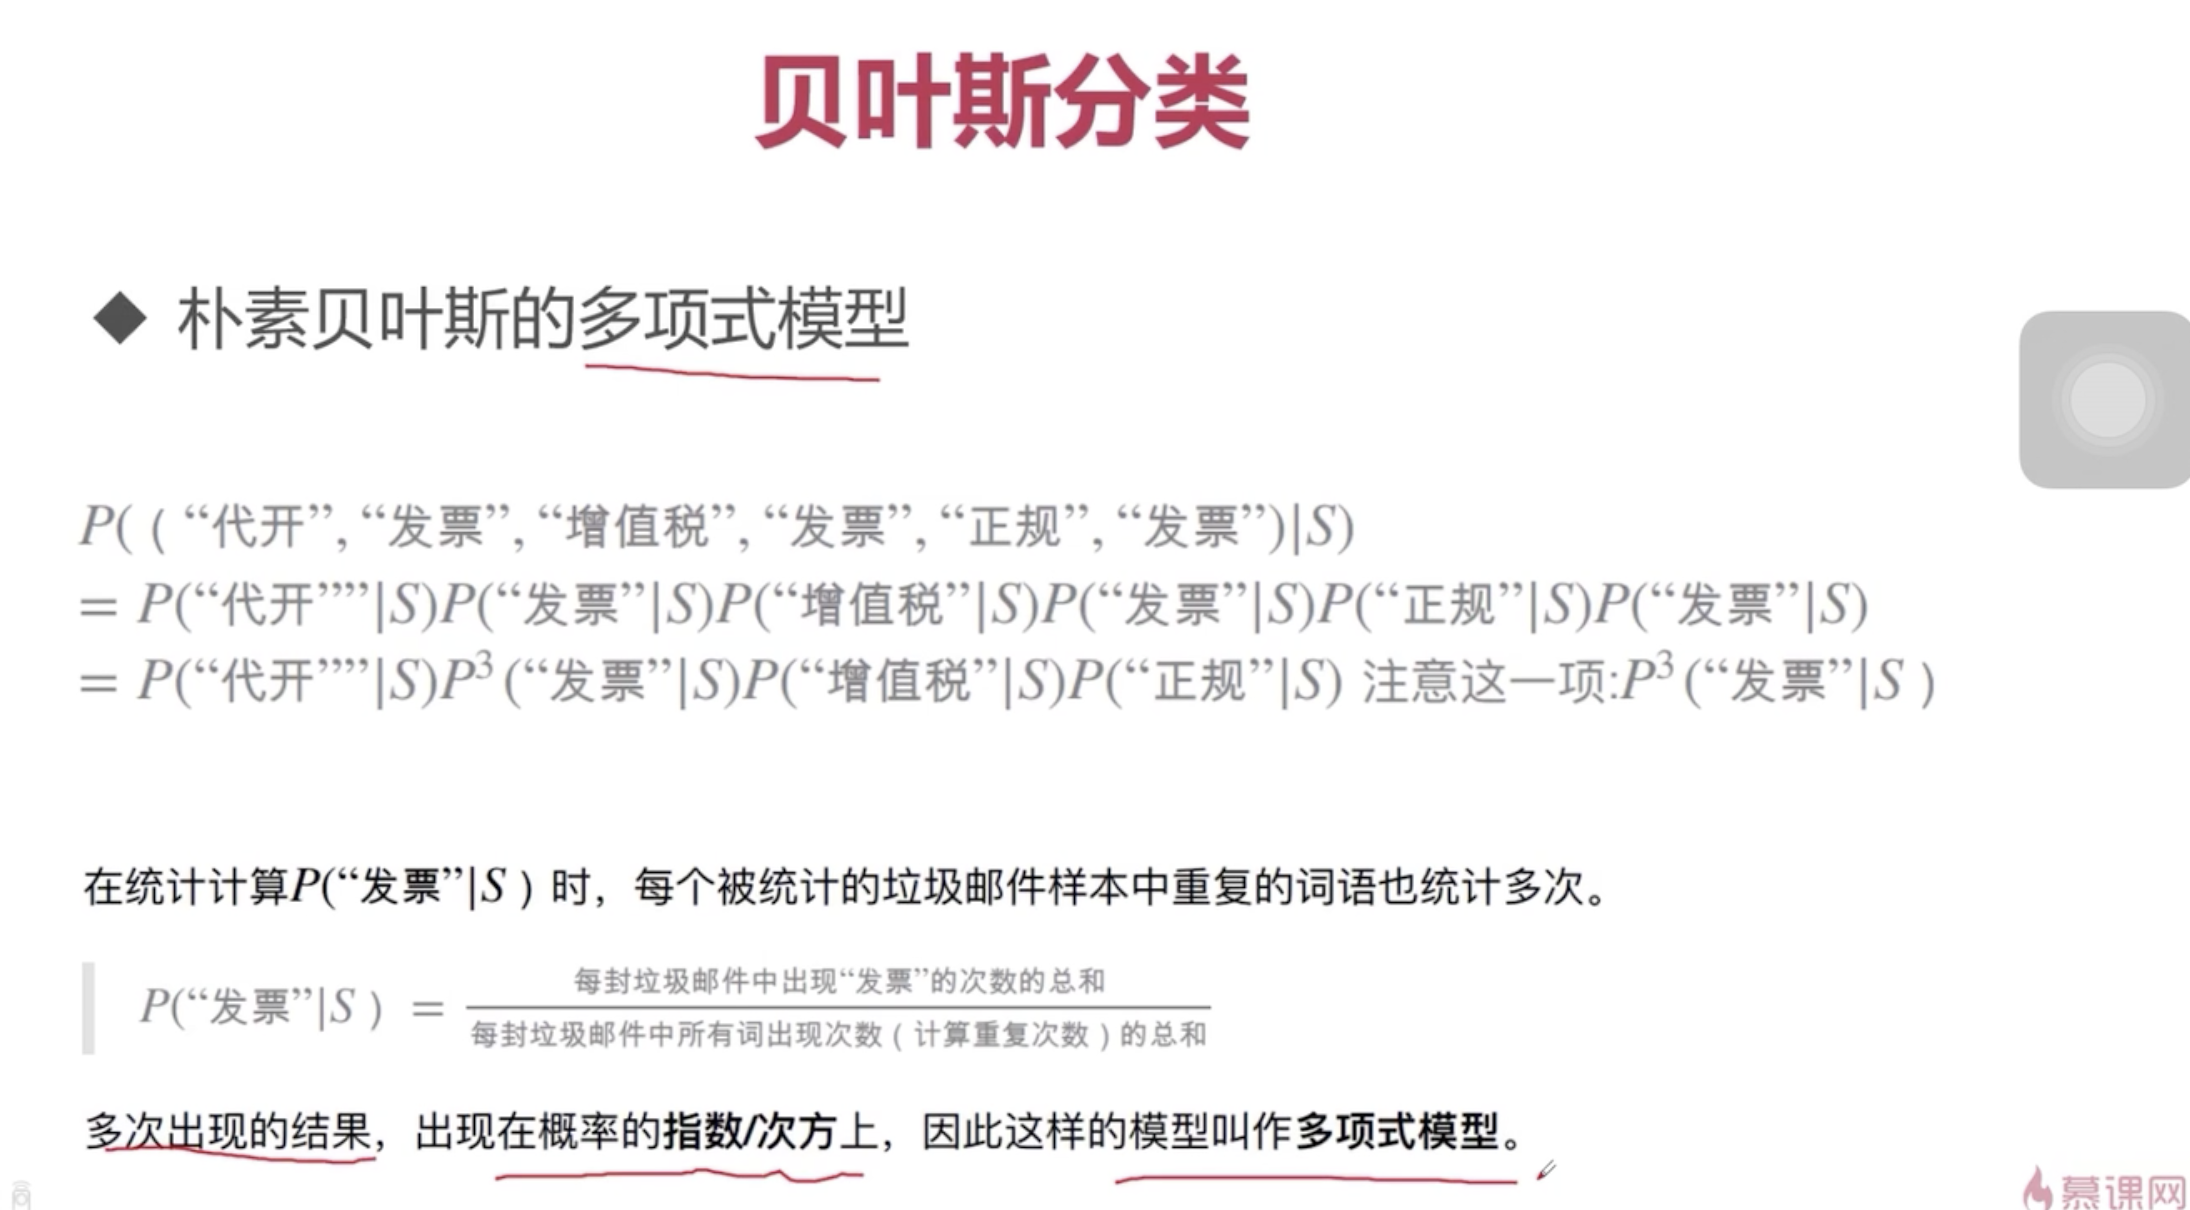 贝叶斯分类
◆ 朴素贝叶斯的多项式模型
P(（“代开”,“发票”,“增值税”,“发票”,“正规”,“发票”)|S)
= P(“代开””|S)P(“发票”|S)P(“增值税”|S)P(“发票”|S)P(“正规”|S)P(“发票”|S)
= P(“代开””|S)P³(“发票”|S)P(“增值税”|S)P(“正规”|S) 注意这一项:P³(“发票”|S）
在统计计算P(“发票”|S）时，每个被统计的垃圾邮件样本中重复的词语也统计多次。
每封垃圾邮件中出现“发票”的次数的总和
P(“发票”|S）=
每封垃圾邮件中所有词出现次数（计算重复次数）的总和
多次出现的结果，出现在概率的指数/次方上，因此这样的模型叫作多项式模型。
慕课网